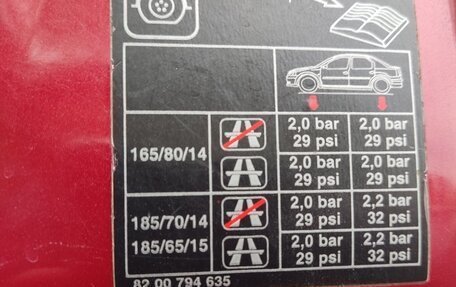 2,0 bar 2,0 bar
29 psi 29 psi
165/80/14
2,0 bar 2,0 bar
29 psi 29 psi
2,0 bar 2,2 bar
185/70/14 29 psi 32 psi
185/65/15 2,0 bar 2,2 bar
29 psi 32 psi
82 00 794 635